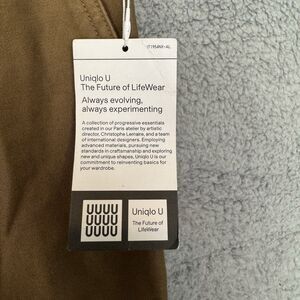 Uniqlo U
The Future of LifeWear
Always evolving,
always experimenting
A collection of progressive essentials
created in our Paris atelier by artistic
director, Christophe Lemaire, and a team
of international designers. Employing
advanced materials, pursuing new
standards in craftsmanship and exploring
new and unique shapes, Uniqlo U is our
commitment to reinventing basics for
your wardrobe.
UUUU
UUUU
UUUU
Uniqlo U
The Future of
LifeWear